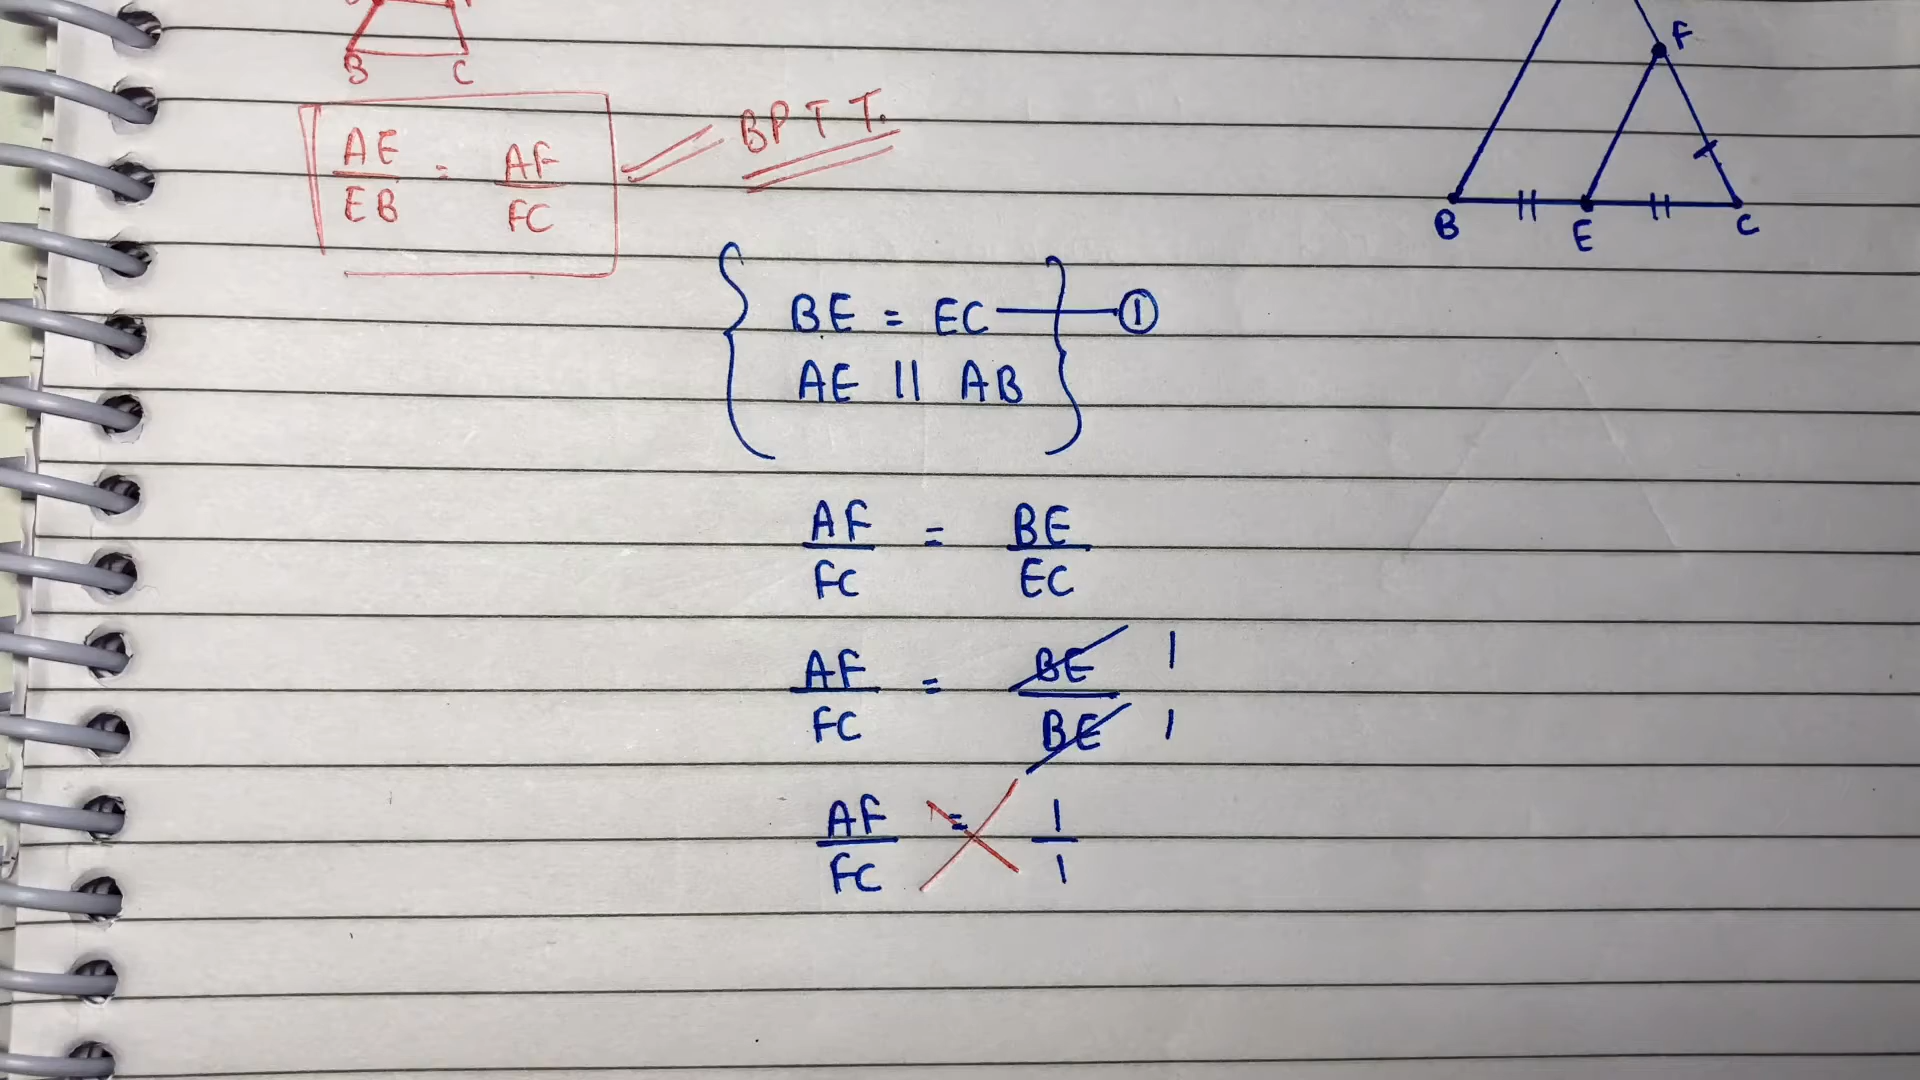 B C
AE/EB = AF/FC
BPT T.
F
B E C
BE = EC —— ①
AE || AB
AF/FC = BE/EC
AF/FC = BE/BE 1/1
AF/FC = 1/1